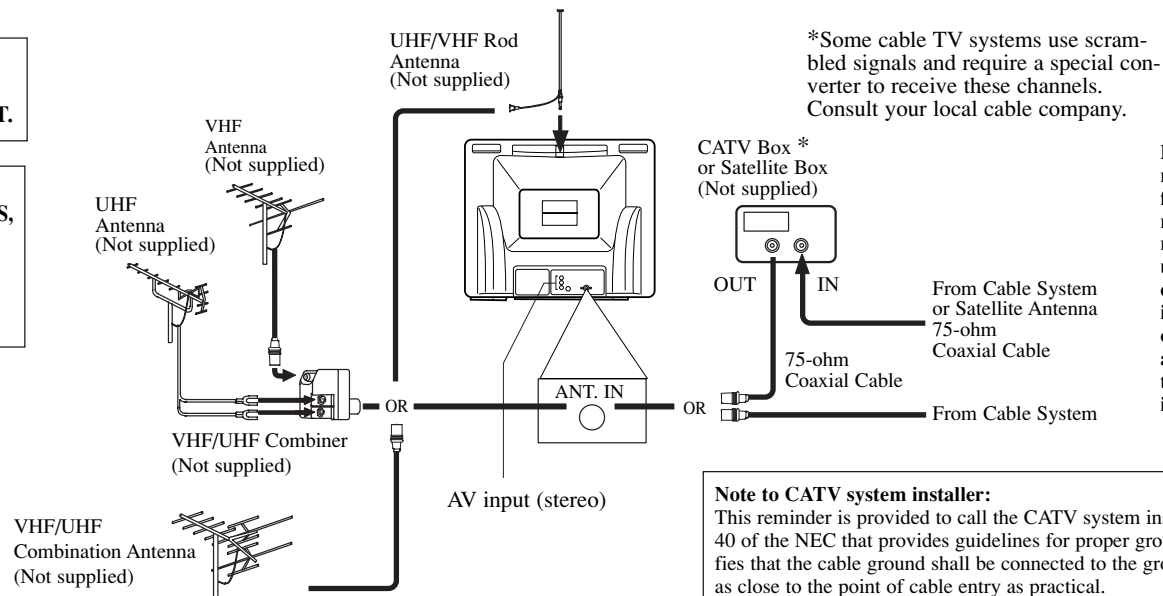 T.
S,
UHF/VHF Rod
Antenna
(Not supplied)
VHF
Antenna
(Not supplied)
UHF
Antenna
(Not supplied)
*Some cable TV systems use scram-
bled signals and require a special con-
verter to receive these channels.
Consult your local cable company.
CATV Box *
or Satellite Box
(Not supplied)
OUT
IN
From Cable System
or Satellite Antenna
75-ohm
Coaxial Cable
75-ohm
Coaxial Cable
ANT. IN
OR
OR
From Cable System
VHF/UHF Combiner
(Not supplied)
AV input (stereo)
VHF/UHF
Combination Antenna
(Not supplied)
Note to CATV system installer:
This reminder is provided to call the CATV system
40 of the NEC that provides guidelines for proper
fies that the cable ground shall be connected to the
as close to the point of cable entry as practical.